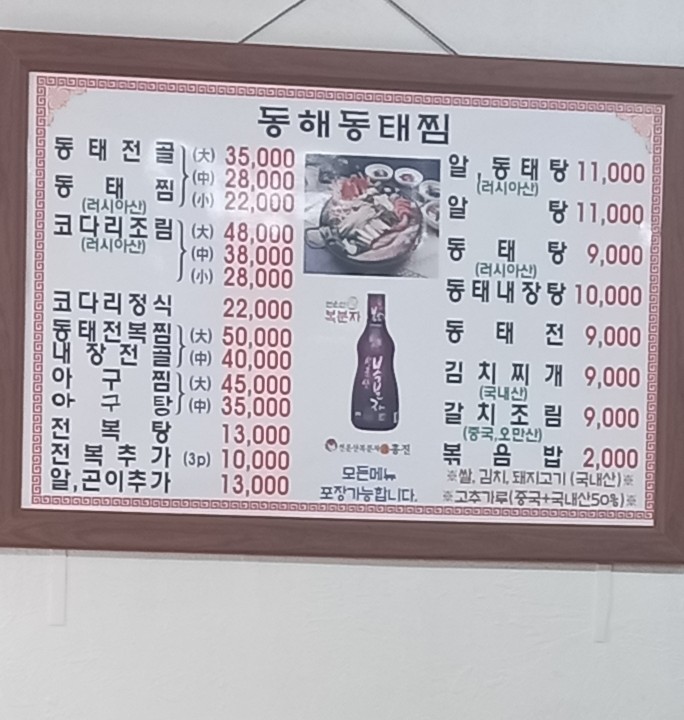 동해동태찜
동태전골 (大) 35,000
(中) 28,000
동태찜 (小) 22,000
(러시아산)
코다리조림 (大) 48,000
(러시아산)
(中) 38,000
(小) 28,000
코다리정식 22,000
동태전복찜 (大) 50,000
내장전골 (中) 40,000
아구찜 (大) 45,000
아구탕 (中) 35,000
전복탕 13,000
전복추가 (3p) 10,000
알,곤이추가 13,000
복분자
모든메뉴
포장가능합니다.
알,동태탕 11,000
(러시아산)
알탕 11,000
동태탕 9,000
(러시아산)
동태내장탕 10,000
동태전 9,000
김치찌개 9,000
(국내산)
갈치조림 9,000
(중국,오만산)
볶음밥 2,000
※쌀, 김치, 돼지고기 (국내산)※
※고추가루(중국+국내산50%)※